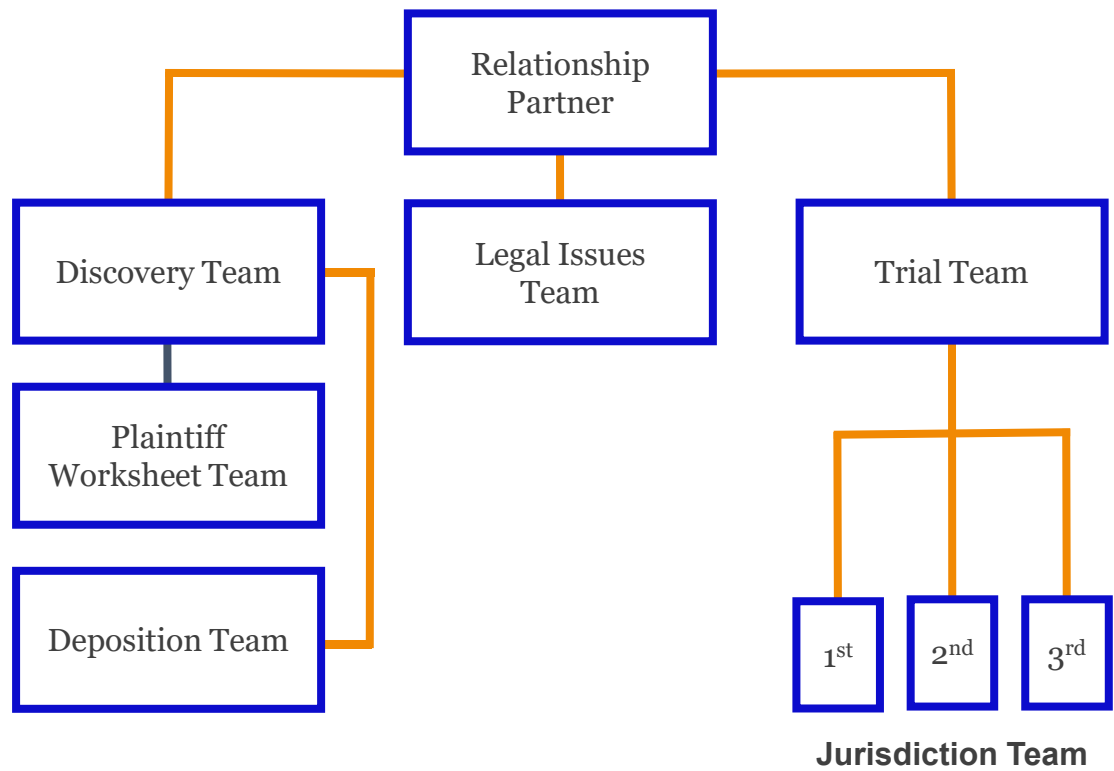 Relationship
Partner
Discovery Team
Legal Issues
Team
Trial Team
Plaintiff
Worksheet Team
Deposition Team
1st
2nd
3rd
Jurisdiction Team